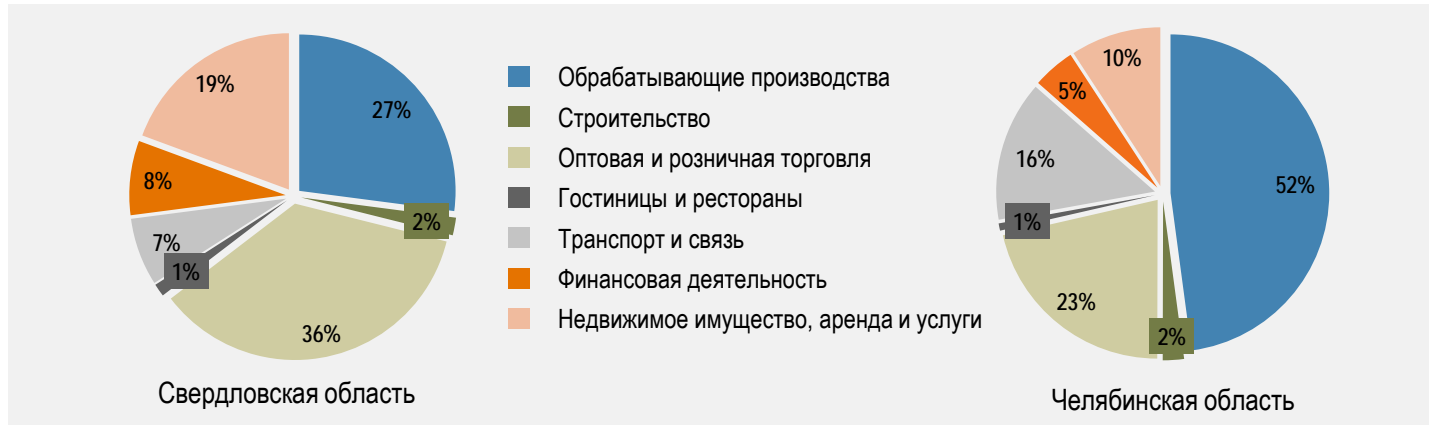 19%
27%
8%
2%
7%
1%
36%
Свердловская область
Обрабатывающие производства
Строительство
Оптовая и розничная торговля
Гостиницы и рестораны
Транспорт и связь
Финансовая деятельность
Недвижимое имущество, аренда и услуги
10%
5%
16%
52%
1%
23%
2%
Челябинская область